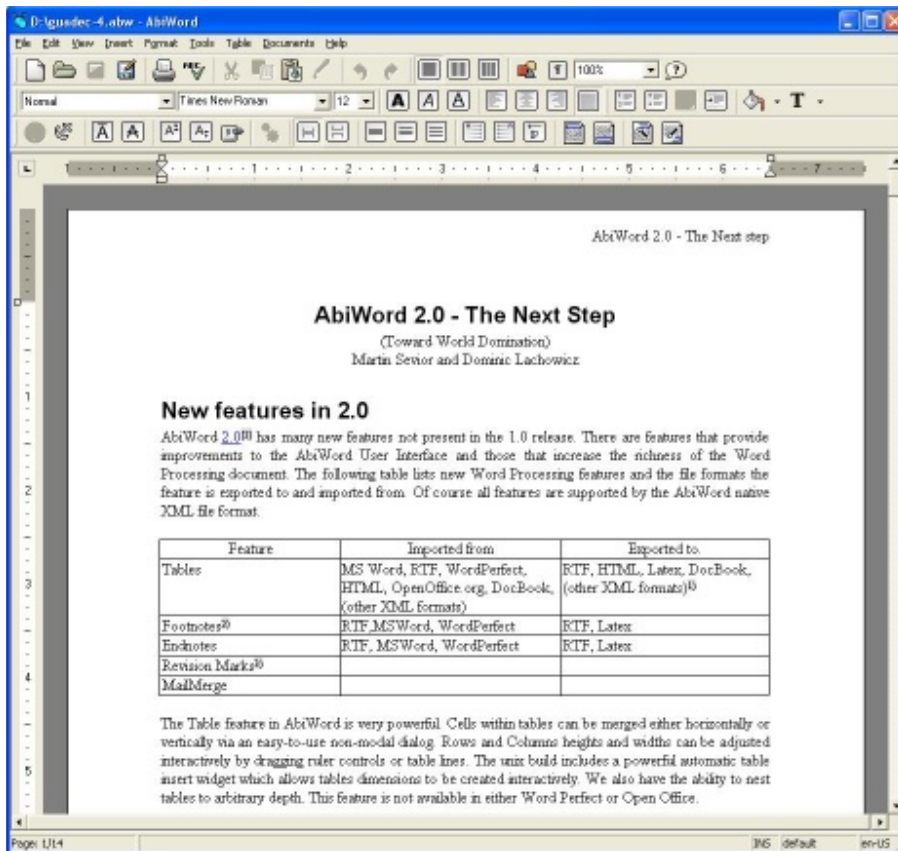 D:\guadec-4.abw - AbiWord
File Edit View Insert Format Tools Table Documents Help
100%
Normal Times New Roman 12
AbiWord 2.0 - The Next step
AbiWord 2.0 - The Next Step
(Toward World Domination)
Martin Sevior and Dominic Lachowicz
New features in 2.0
AbiWord 2.0 has many new features not present in the 1.0 release. There are features that provide
improvements to the AbiWord User Interface and those that increase the richness of the Word
Processing document. The following table lists new Word Processing features and the file formats the
feature is exported to and imported from. Of course all features are supported by the AbiWord native
XML file format.
Feature Imported from Exported to
Tables MS Word, RTF, WordPerfect, RTF, HTML, Latex, DocBook,
HTML, OpenOffice.org, DocBook, (other XML formats)
(other XML formats)
Footnotes RTF,MSWord, WordPerfect RTF, Latex
Endnotes RTF, MSWord, WordPerfect RTF, Latex
Revision Marks
MailMerge
The Table feature in AbiWord is very powerful. Cells within tables can be merged either horizontally or
vertically via an easy-to-use non-modal dialog. Rows and Columns heights and widths can be adjusted
interactively by dragging ruler controls or table lines. The unix build includes a powerful automatic table
insert widget which allows tables dimensions to be created interactively. We also have the ability to nest
tables to arbitrary depth. This feature is not available in either Word Perfect or Open Office.
Page: 1/14 INS default en-US